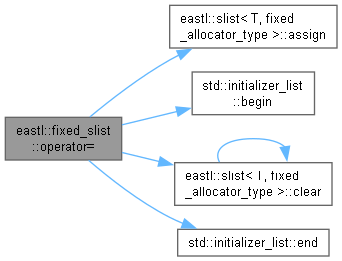 eastl::slist< T, fixed
_allocator_type >::assign
std::initializer_list
::begin
eastl::fixed_slist
::operator=
eastl::slist< T, fixed
_allocator_type >::clear
std::initializer_list::end